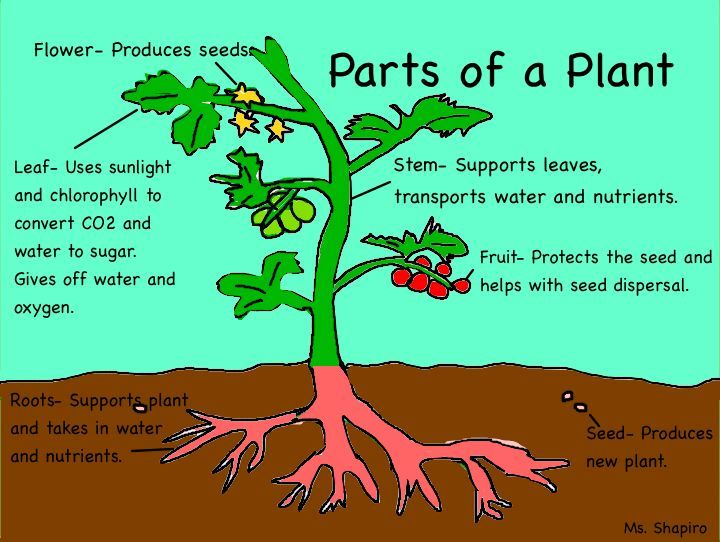 Flower- Produces seeds.
Parts of a Plant
Leaf- Uses sunlight
and chlorophyll to
convert CO2 and
water to sugar.
Gives off water and
oxygen.
Stem- Supports leaves,
transports water and nutrients.
Fruit- Protects the seed and
helps with seed dispersal.
Roots- Supports plant
and takes in water
and nutrients.
Seed- Produces
new plant.
Ms. Shapiro